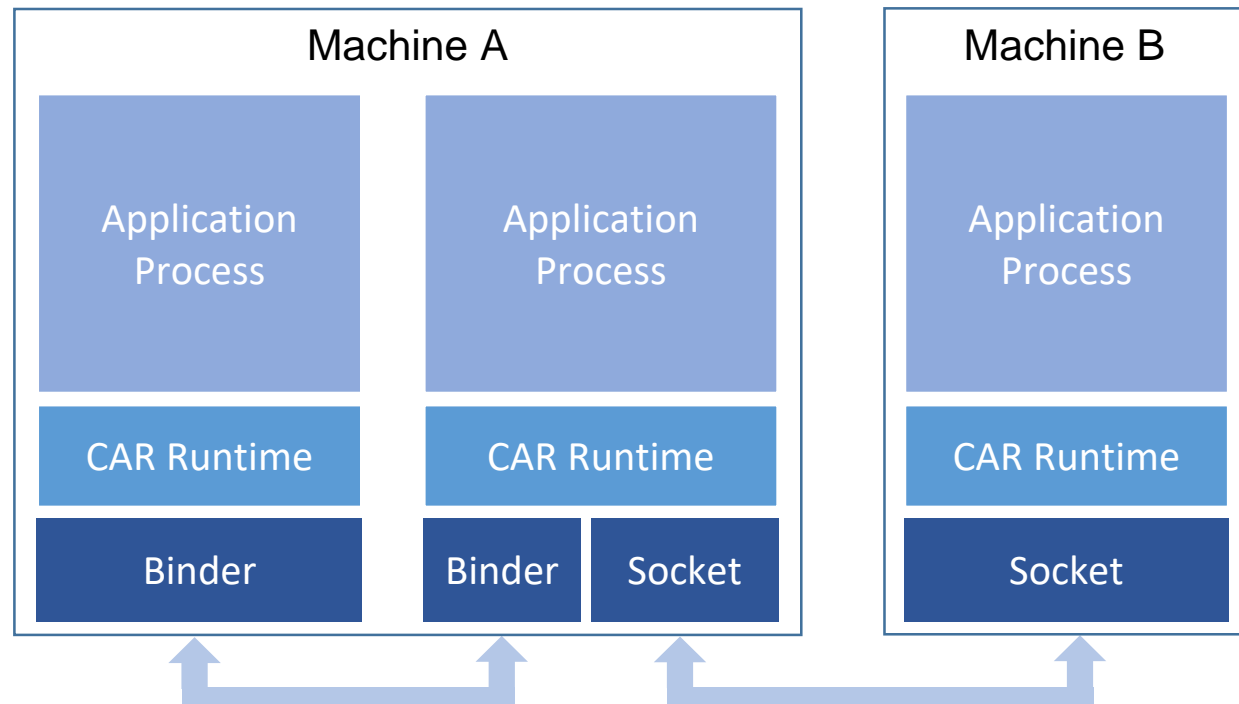 Machine A
Application
Process
Application
Process
CAR Runtime
CAR Runtime
Binder
Binder
Socket
Machine B
Application
Process
CAR Runtime
Socket